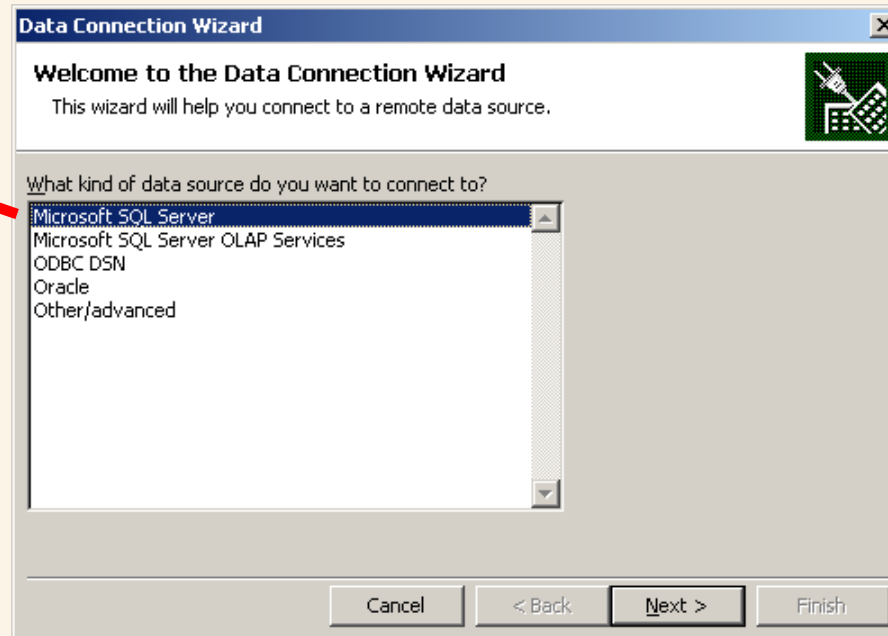 Data Connection Wizard
Welcome to the Data Connection Wizard
This wizard will help you connect to a remote data source.
What kind of data source do you want to connect to?
Microsoft SQL Server
Microsoft SQL Server OLAP Services
ODBC DSN
Oracle
Other/advanced
Cancel < Back Next > Finish